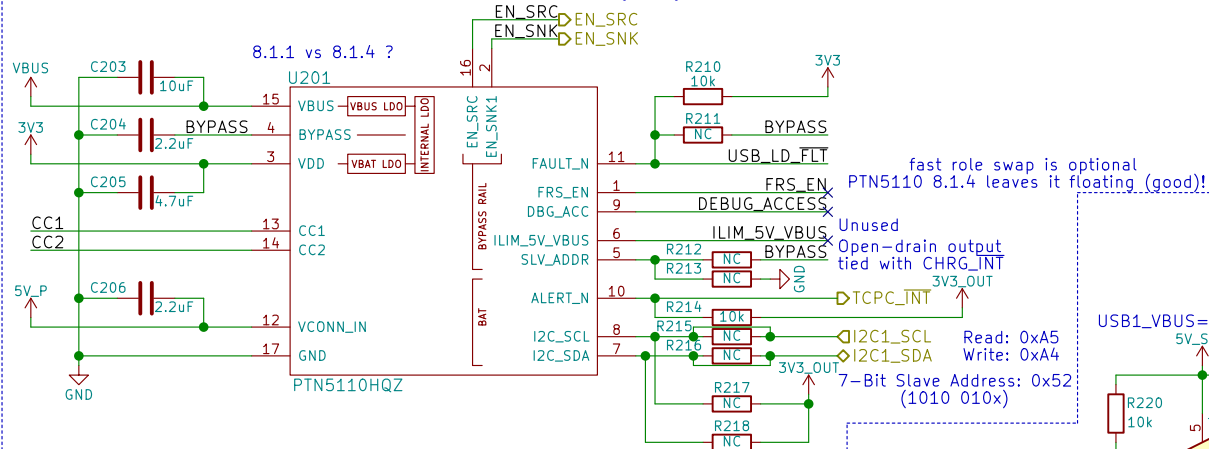 EN_SRC
EN_SRC
EN_SNK
EN_SNK
8.1.1 vs 8.1.4 ?
VBUS
C203
10uF
U201
16
2
R210
10k
3V3
15
VBUS
VBUS LDO
INTERNAL LDO
EN_SRC
EN_SNK1
3V3
C204
2.2uF
BYPASS
4
BYPASS
R211
NC
BYPASS
3
VDD
VBAT LDO
FAULT_N
11
USB_LD_FLT
fast role swap is optional
PTN5110 8.1.4 leaves it floating (good)!
C205
4.7uF
BYPASS RAIL
FRS_EN
1
FRS_EN
DBG_ACC
9
DEBUG_ACCESS
CC1
13
CC1
Unused
CC2
14
CC2
ILIM_5V_VBUS
6
ILIM_5V_VBUS
Open-drain output
tied with CHRG_INT
SLV_ADDR
5
R212
NC
BYPASS
R213
NC
GND
5V_P
C206
2.2uF
BAT
ALERT_N
10
TCPC_INT
3V3_OUT
R214
10k
12
VCONN_IN
I2C_SCL
8
R215
NC
I2C1_SCL
Read: 0xA5
USB1_VBUS=
17
GND
I2C_SDA
7
R216
NC
I2C1_SDA
Write: 0xA4
5V_S
GND
PTN5110HQZ
3V3_OUT
7-Bit Slave Address: 0x52
(1010 010x)
R217
NC
R218
NC
R220
10k
5